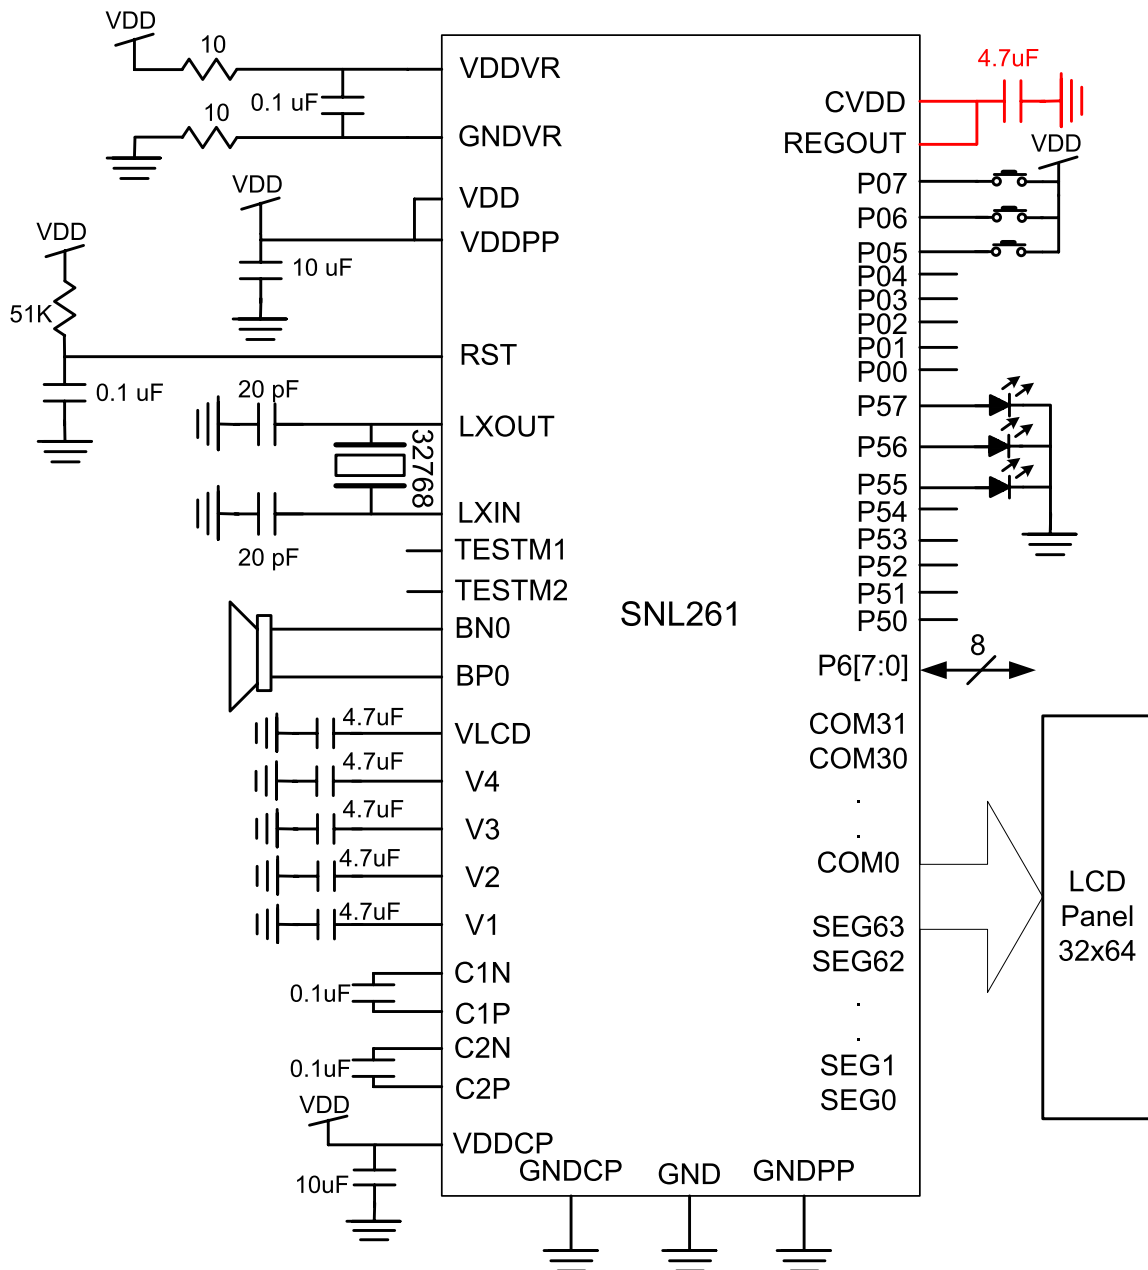 VDD
10
VDDVR
0.1 uF
10
GNDVR
VDD
VDD
VDDPP
10 uF
VDD
51K
RST
0.1 uF
20 pF
LXOUT
32768
LXIN
20 pF
TESTM1
TESTM2
BN0
BP0
4.7uF
VLCD
4.7uF
V4
4.7uF
V3
4.7uF
V2
4.7uF
V1
C1N
0.1uF
C1P
C2N
0.1uF
C2P
VDD
VDDCP
10uF
GNDCP
GND
GNDPP
SNL261
4.7uF
CVDD
REGOUT
VDD
P07
P06
P05
P04
P03
P02
P01
P00
P57
P56
P55
P54
P53
P52
P51
P50
8
P6[7:0]
COM31
COM30
.
.
COM0
SEG63
SEG62
.
.
SEG1
SEG0
LCD
Panel
32x64